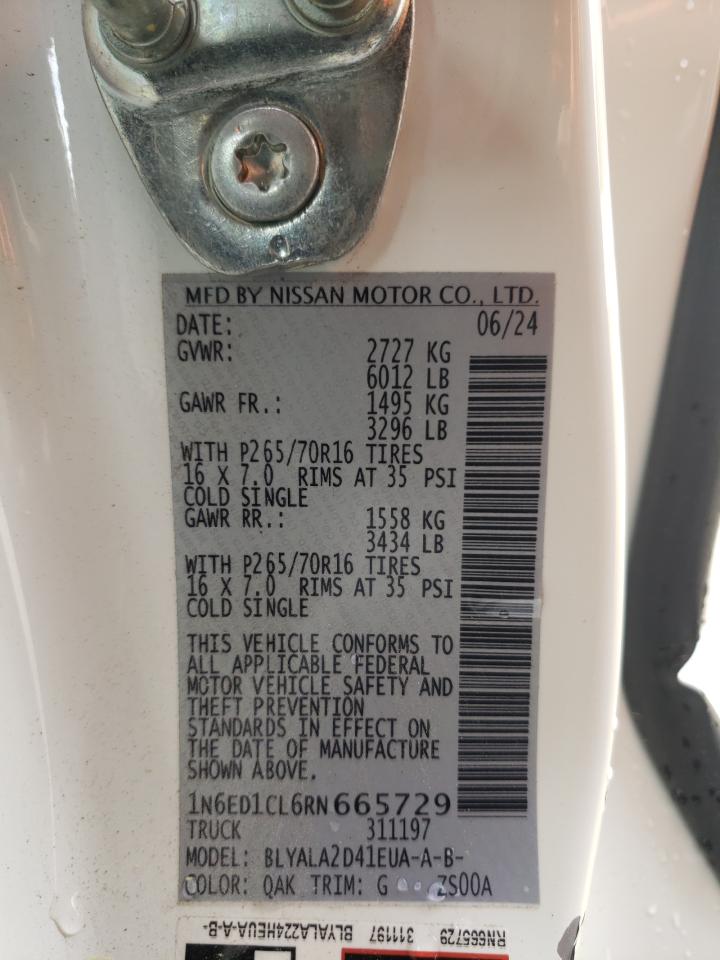 MFD BY NISSAN MOTOR CO., LTD.
DATE: 06/24
GVWR: 2727 KG
6012 LB
GAWR FR.: 1495 KG
3296 LB
WITH P265/70R16 TIRES
16 X 7.0 RIMS AT 35 PSI
COLD SINGLE
GAWR RR.: 1558 KG
3434 LB
WITH P265/70R16 TIRES
16 X 7.0 RIMS AT 35 PSI
COLD SINGLE
THIS VEHICLE CONFORMS TO
ALL APPLICABLE FEDERAL
MOTOR VEHICLE SAFETY AND
THEFT PREVENTION
STANDARDS IN EFFECT ON
THE DATE OF MANUFACTURE
SHOWN ABOVE.
1N6ED1CL6RN665729
TRUCK 311197
MODEL: BLYALA2D41EUA-A-B-
COLOR: QAK TRIM: G ZS00A
RN665729 311197 BLYALAZZ4HEUA-A-B-